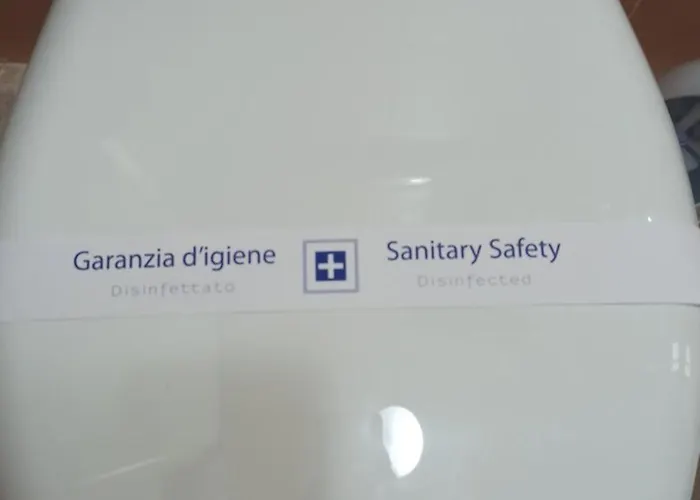 Garanzia d'igiene
Disinfettato
Sanitary Safety
Disinfected